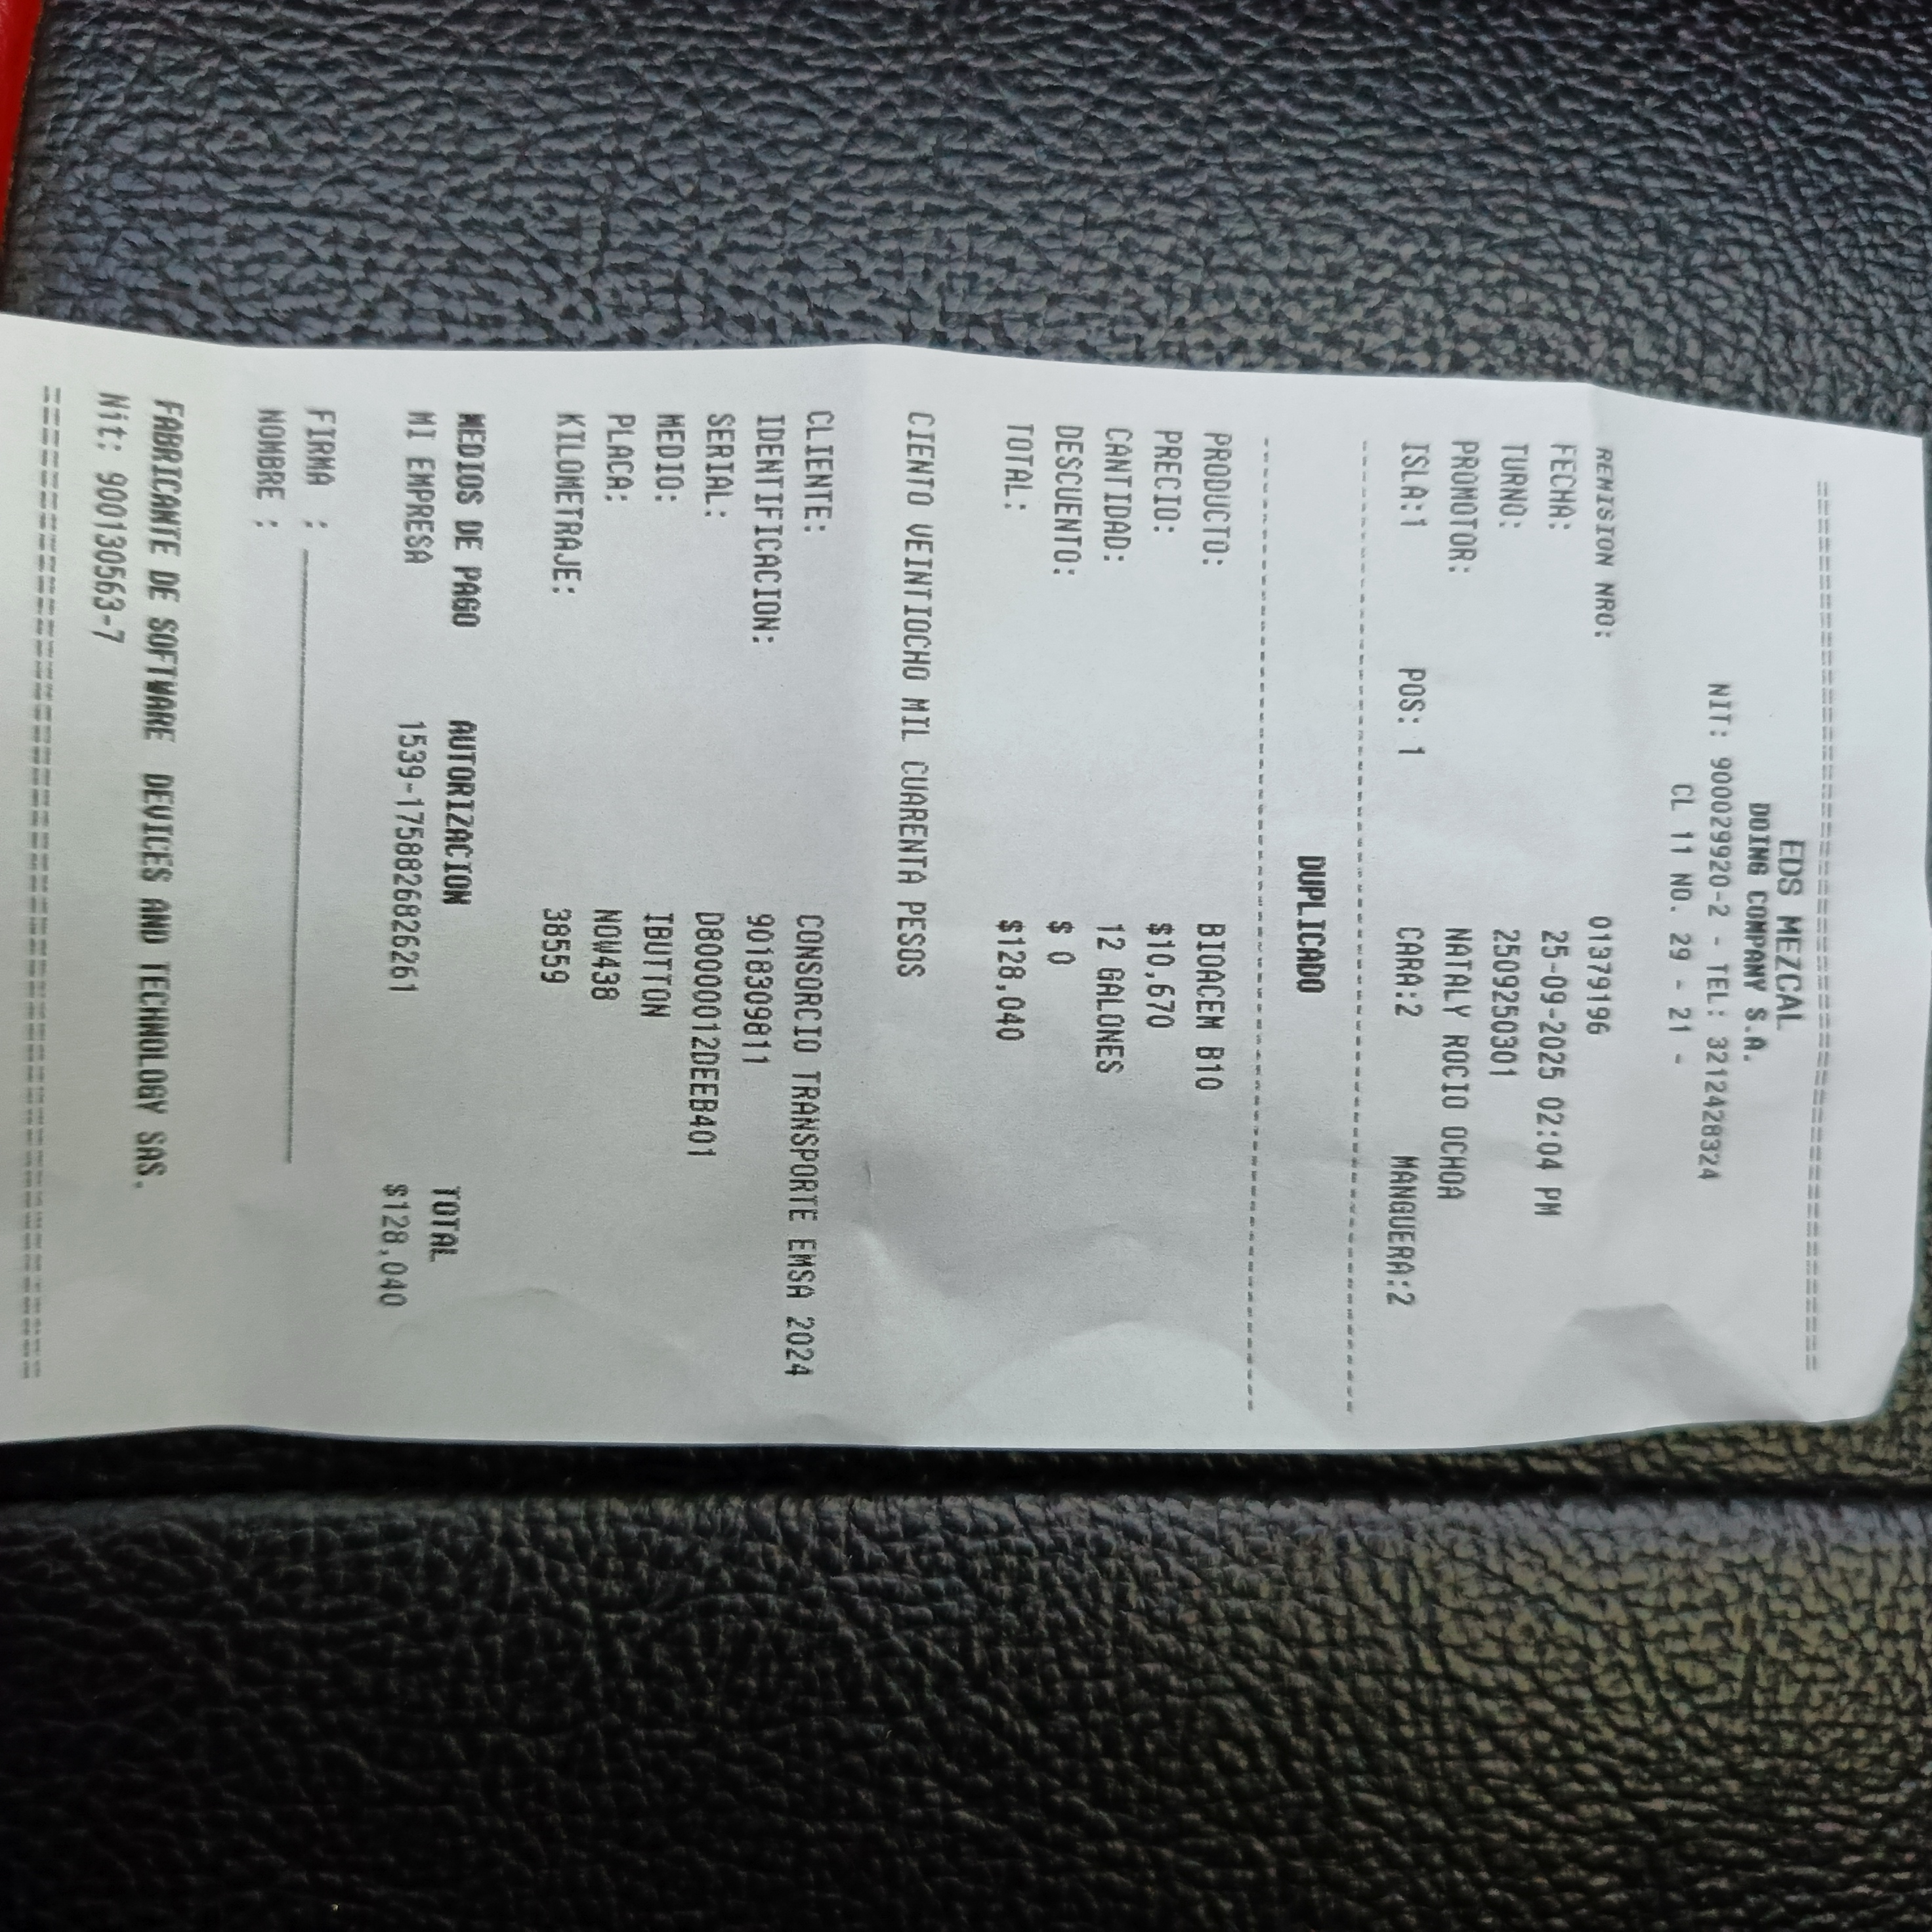 ================================================
EDS MEZCAL
DOING COMPANY S.A.
NIT: 900029920-2 - TEL: 3212428324
CL 11 NO. 29 - 21 -
REMISION NRO: 01379196
FECHA: 25-09-2025 02:04 PM
TURNO: 2509250301
PROMOTOR: NATALY ROCIO OCHOA
ISLA:1 POS: 1 CARA:2 MANGUERA:2
------------------------------------------------
DUPLICADO
------------------------------------------------
PRODUCTO: BIOACEM B10
PRECIO: $10,670
CANTIDAD: 12 GALONES
DESCUENTO: $ 0
TOTAL: $128,040
CIENTO VEINTIOCHO MIL CUARENTA PESOS
CLIENTE: CONSORCIO TRANSPORTE EMSA 2024
IDENTIFICACION: 9018309811
SERIAL: D80000012DEEB401
MEDIO: IBUTTON
PLACA: NOW438
KILOMETRAJE: 38559
MEDIOS DE PAGO AUTORIZACION TOTAL
MI EMPRESA 1539-1758826826261 $128,040
FIRMA : ______________________________
NOMBRE :
FABRICANTE DE SOFTWARE DEVICES AND TECHNOLOGY SAS.
Nit: 900130563-7
================================================